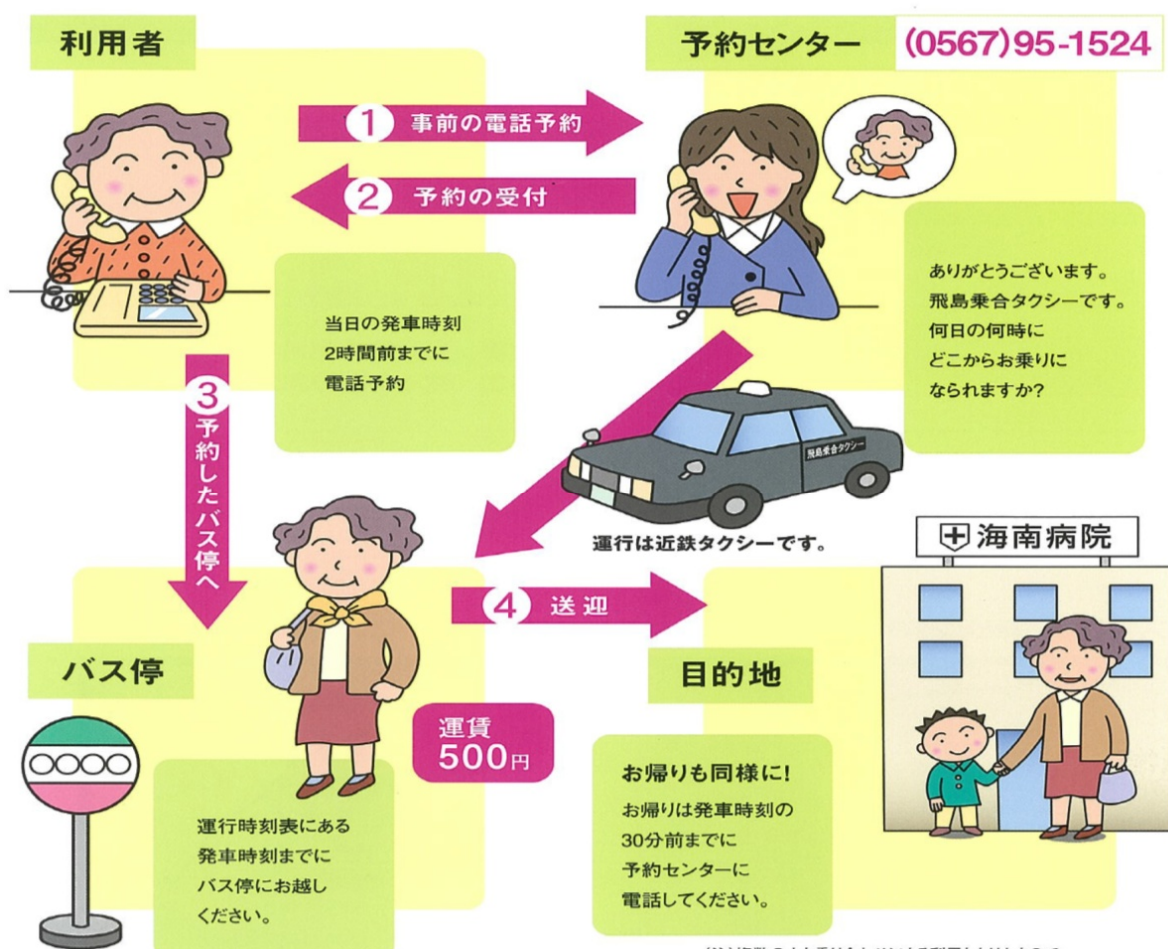 利用者
予約センター (0567)95-1524
1 事前の電話予約
2 予約の受付
当日の発車時刻
2時間前までに
電話予約
ありがとうございます。
飛島乗合タクシーです。
何日の何時に
どこからお乗りに
なられますか?
3 予約したバス停へ
飛島乗合タクシー
運行は近鉄タクシーです。
海南病院
4 送迎
バス停
目的地
運賃
500円
○○○○
運行時刻表にある
発車時刻までに
バス停にお越し
ください。
お帰りも同様に!
お帰りは発車時刻の
30分前までに
予約センターに
電話してください。